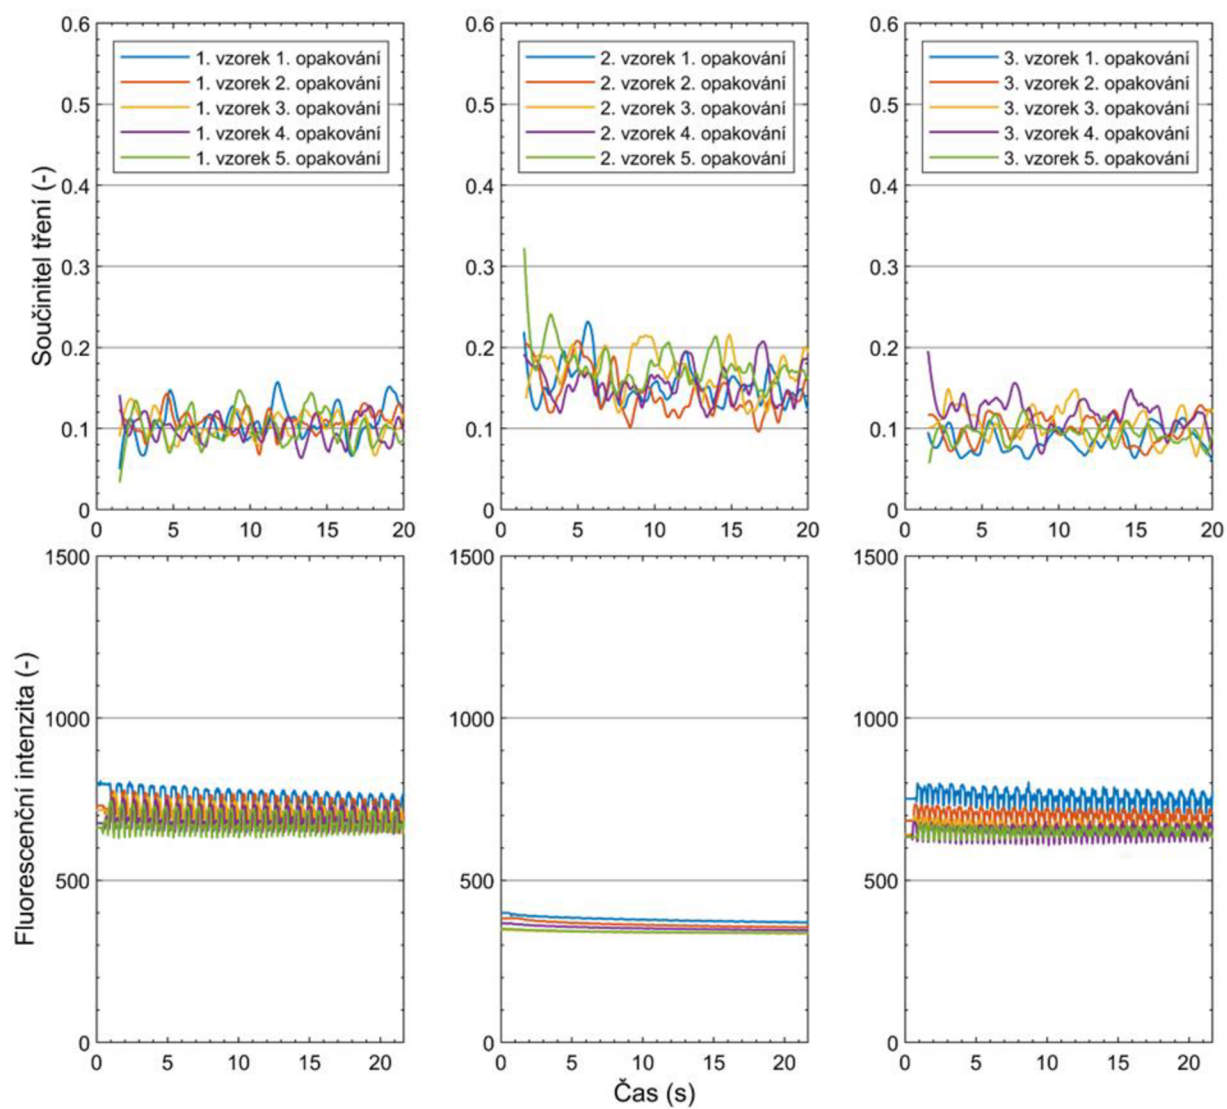 Součinitel tření (-)
0.6
0.5
0.4
0.3
0.2
0.1
0
0 5 10 15 20
1. vzorek 1. opakování
1. vzorek 2. opakování
1. vzorek 3. opakování
1. vzorek 4. opakování
1. vzorek 5. opakování
0.6
0.5
0.4
0.3
0.2
0.1
0
0 5 10 15 20
2. vzorek 1. opakování
2. vzorek 2. opakování
2. vzorek 3. opakování
2. vzorek 4. opakování
2. vzorek 5. opakování
0.6
0.5
0.4
0.3
0.2
0.1
0
0 5 10 15 20
3. vzorek 1. opakování
3. vzorek 2. opakování
3. vzorek 3. opakování
3. vzorek 4. opakování
3. vzorek 5. opakování
Fluorescenční intenzita (-)
1500
1000
500
0
0 5 10 15 20
1500
1000
500
0
0 5 10 15 20
1500
1000
500
0
0 5 10 15 20
Čas (s)